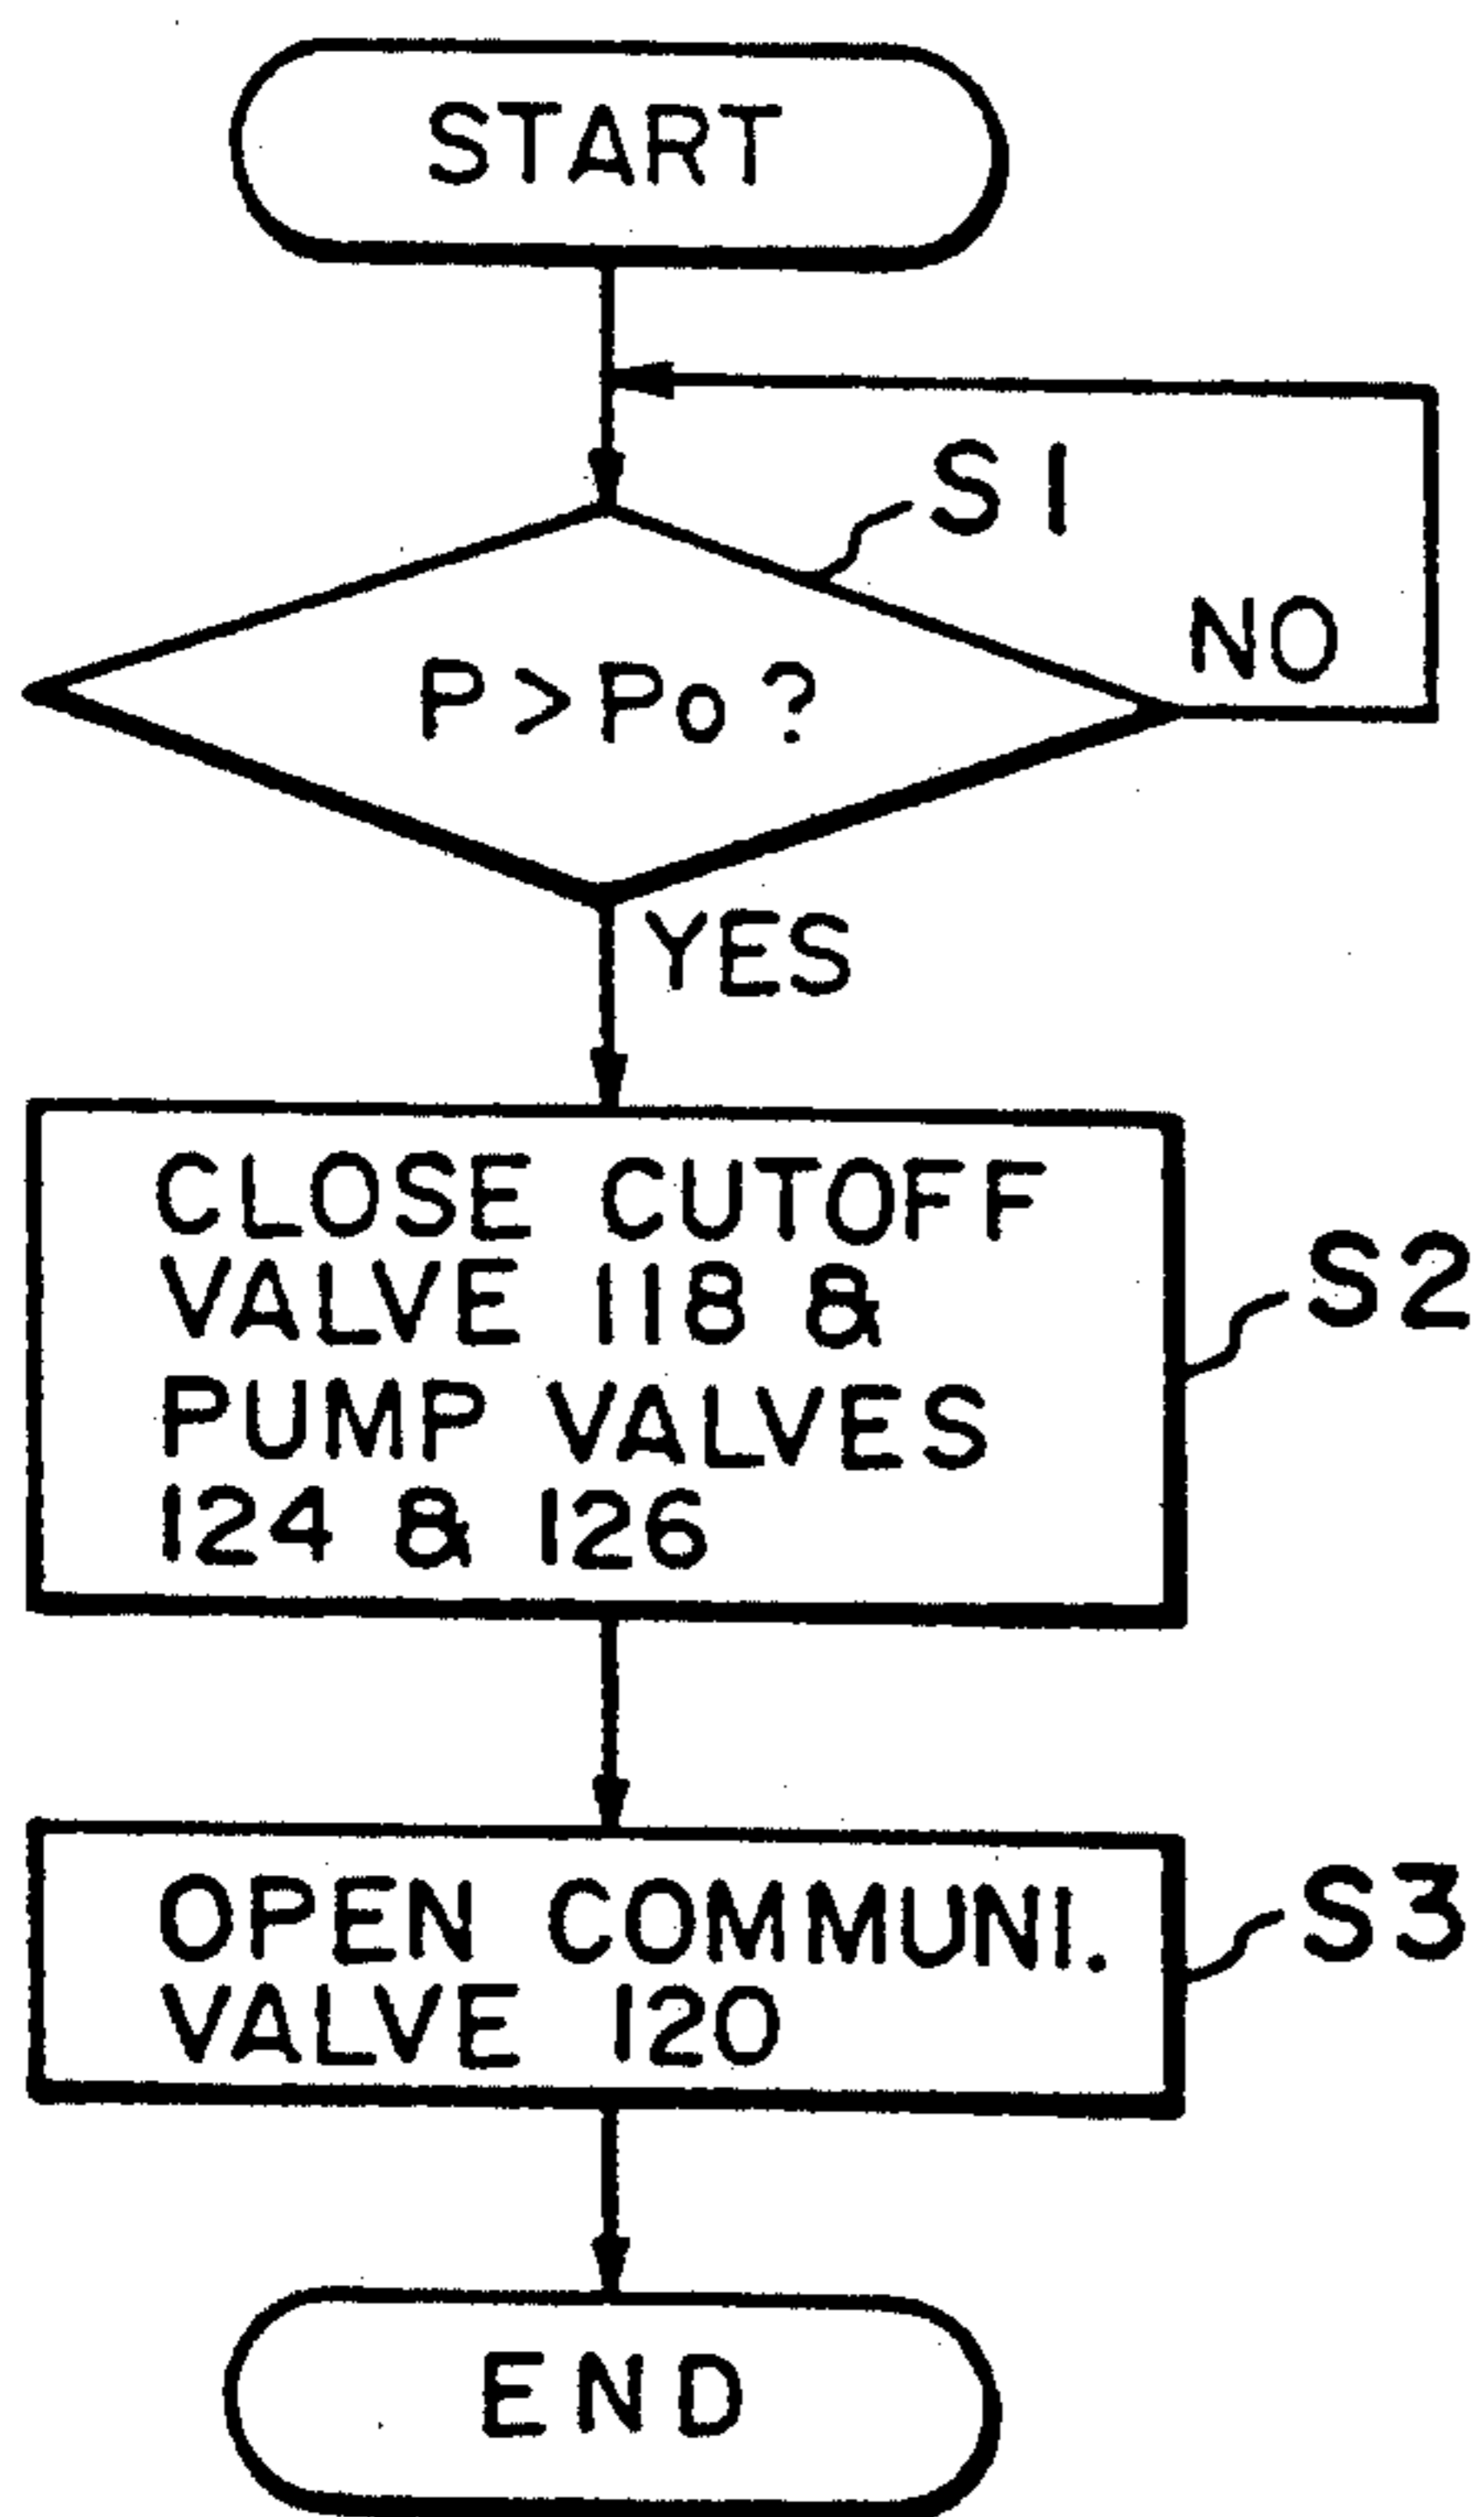 START
S1
NO
P>Po?
YES
CLOSE CUTOFF
VALVE 118 &
PUMP VALVES
124 & 126
S2
OPEN COMMUNI.
VALVE 120
S3
END